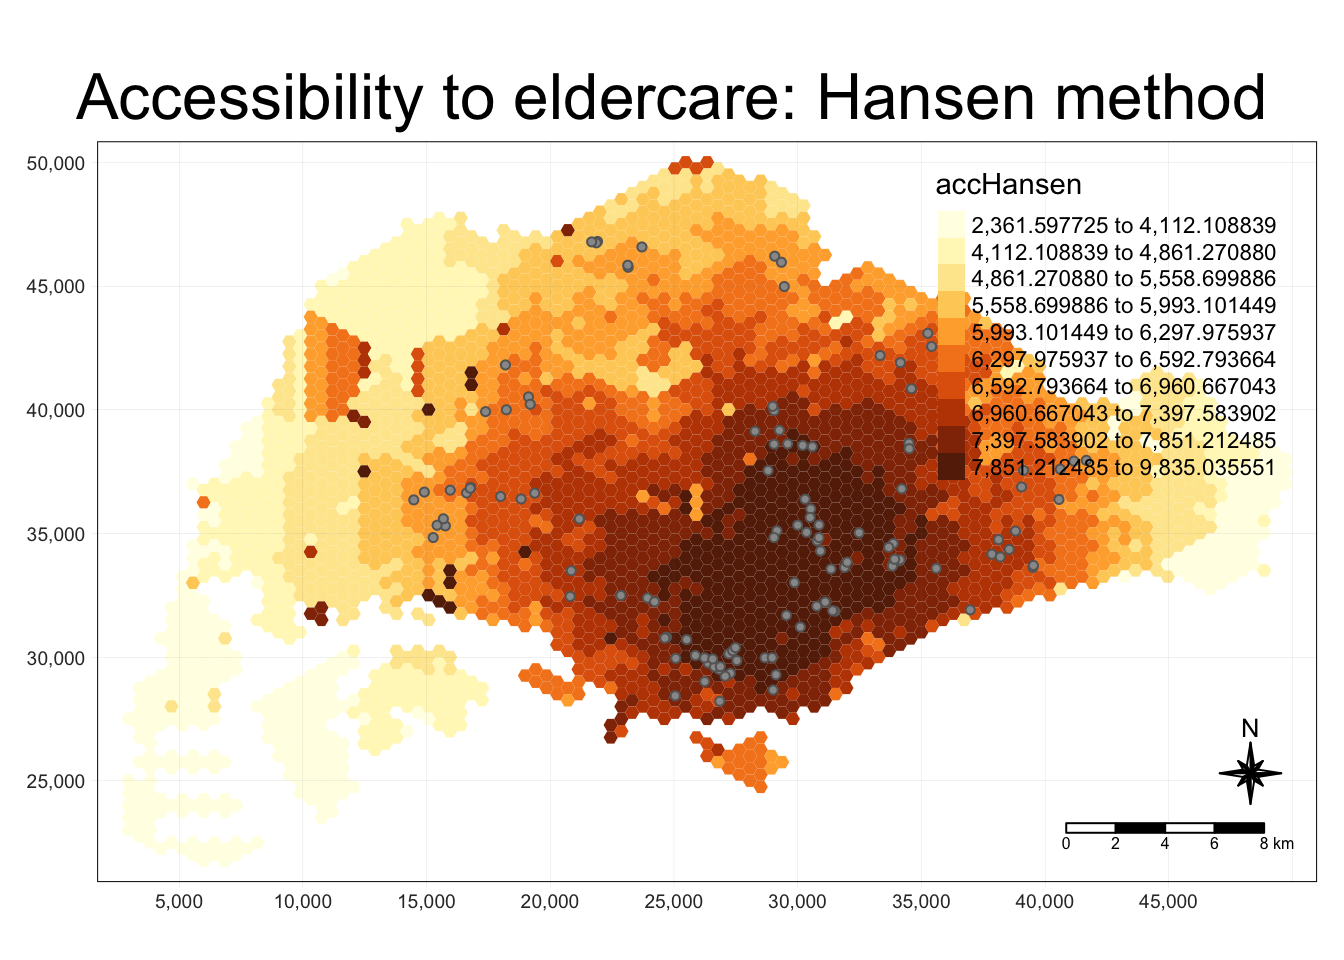 Accessibility to eldercare: Hansen method
50,000
45,000
40,000
35,000
30,000
25,000
accHansen
2,361.597725 to 4,112.108839
4,112.108839 to 4,861.270880
4,861.270880 to 5,558.699886
5,558.699886 to 5,993.101449
5,993.101449 to 6,297.975937
6,297.975937 to 6,592.793664
6,592.793664 to 6,960.667043
6,960.667043 to 7,397.583902
7,397.583902 to 7,851.212485
7,851.212485 to 9,835.035551
N
0 2 4 6 8 km
5,000 10,000 15,000 20,000 25,000 30,000 35,000 40,000 45,000